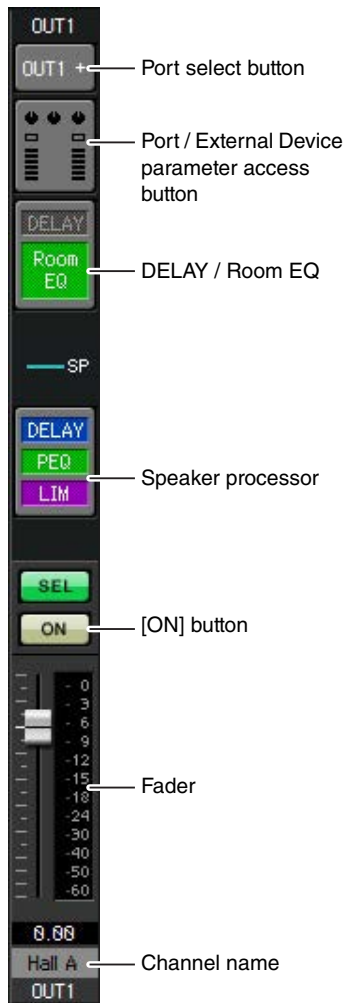 OUT1
OUT1 +
Port select button
Port / External Device
parameter access
button
DELAY
Room
EQ
DELAY / Room EQ
SP
DELAY
PEQ
LIM
Speaker processor
SEL
ON
[ON] button
- 0
- 3
- 6
- 9
-12
-15
-18
-24
-30
-40
-50
-60
Fader
0.00
Hall A
Channel name
OUT1